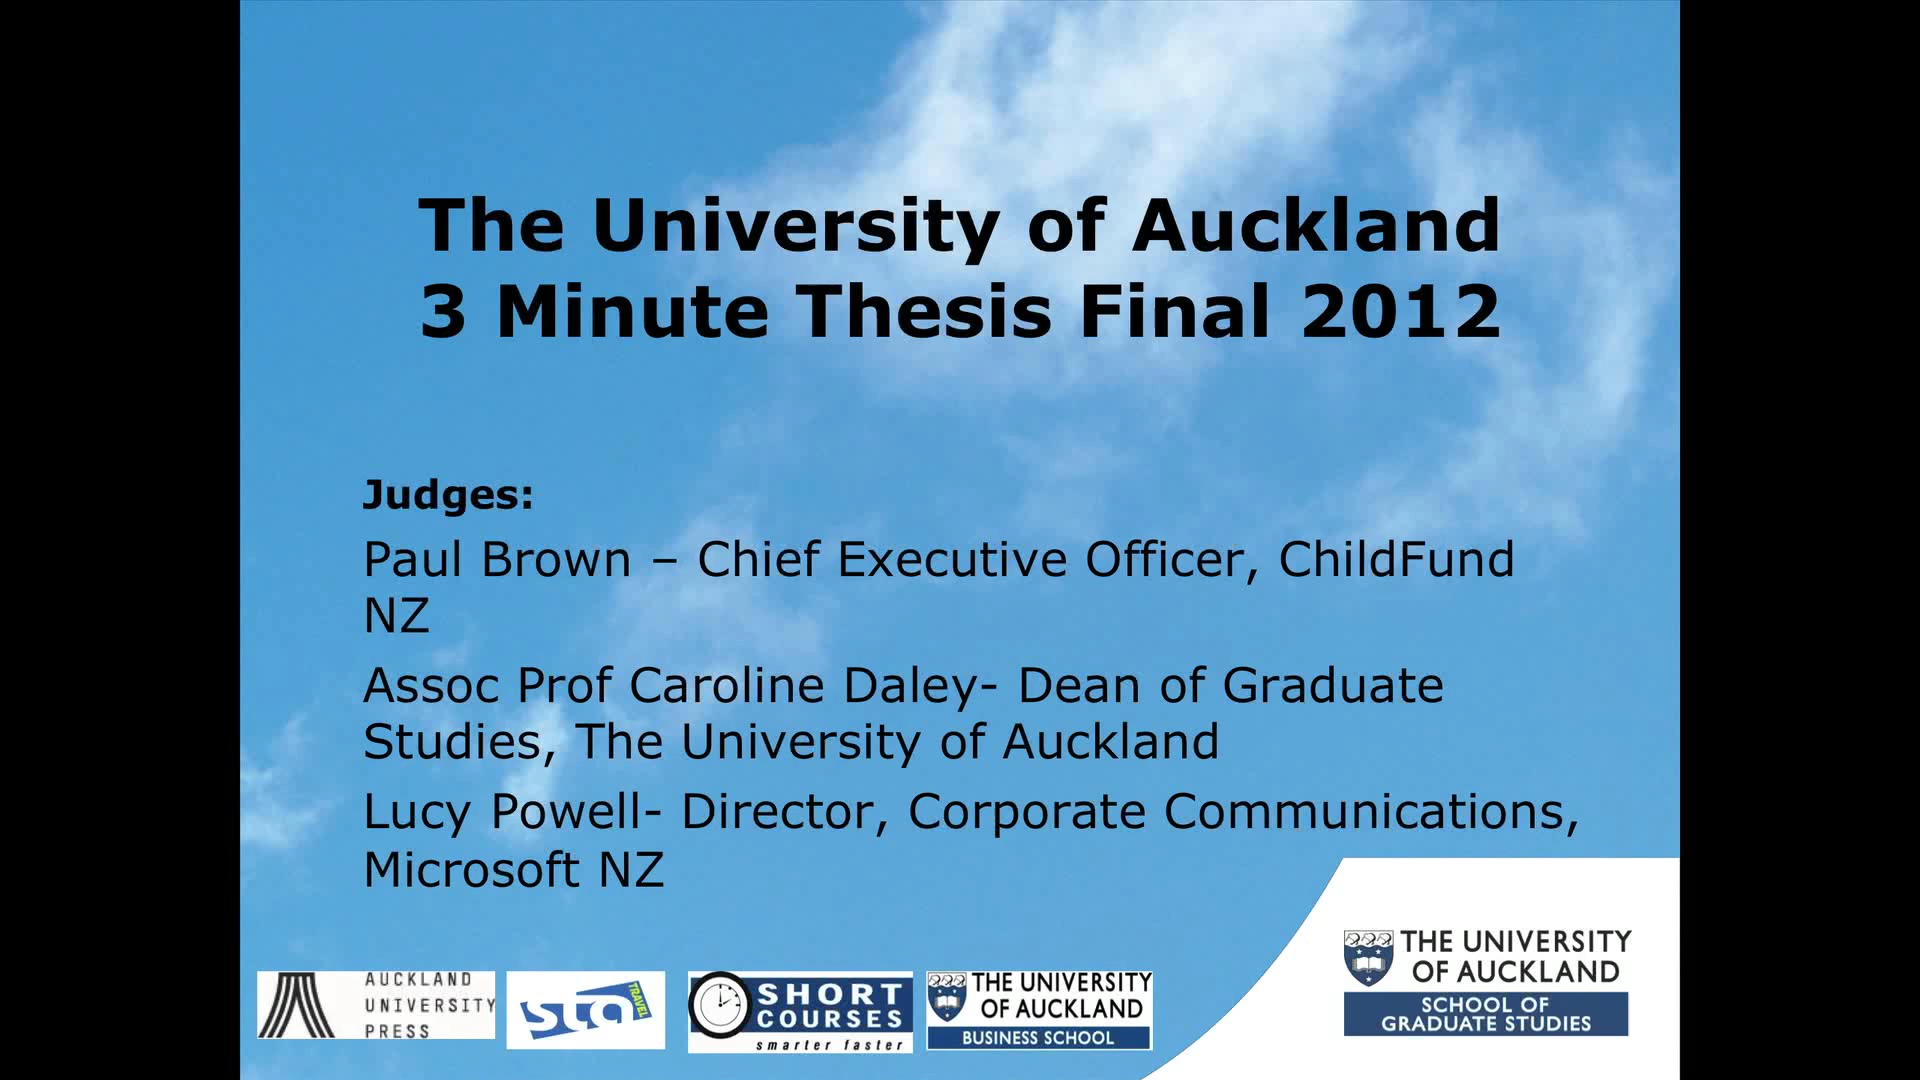 The University of Auckland
3 Minute Thesis Final 2012
Judges:
Paul Brown – Chief Executive Officer, ChildFund
NZ
Assoc Prof Caroline Daley- Dean of Graduate
Studies, The University of Auckland
Lucy Powell- Director, Corporate Communications,
Microsoft NZ
AUCKLAND
UNIVERSITY
PRESS
sta TRAVEL
SHORT
COURSES
smarter faster
THE UNIVERSITY
OF AUCKLAND
BUSINESS SCHOOL
THE UNIVERSITY
OF AUCKLAND
SCHOOL OF
GRADUATE STUDIES